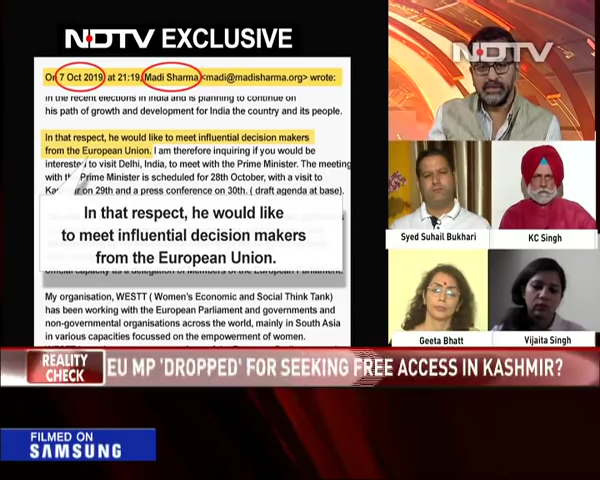 NDTV EXCLUSIVE
NDTV
On 7 Oct 2019 at 21:19, Madi Sharma <madi@madisharma.org> wrote:
in the recent elections in India and is planning to continue on
his path of growth and development for India the country and its people.
In that respect, he would like to meet influential decision makers
from the European Union. I am therefore inquiring if you would be
interested to visit Delhi, India, to meet with the Prime Minister. The meeting
with Prime Minister is scheduled for 28th October, with a visit to
on 29th and a press conference on 30th. ( draft agenda at base).
In that respect, he would like
to meet influential decision makers
from the European Union.
official capacity as a delegation of Members of the European Parliament.
My organisation, WESTT ( Women's Economic and Social Think Tank)
has been working with the European Parliament and governments and
non-governmental organisations across the world, mainly in South Asia
in various capacities focussed on the empowerment of women.
Syed Suhail Bukhari
KC Singh
Geeta Bhatt
Vijaita Singh
REALITY
CHECK
EU MP 'DROPPED' FOR SEEKING FREE ACCESS IN KASHMIR?
FILMED ON
SAMSUNG